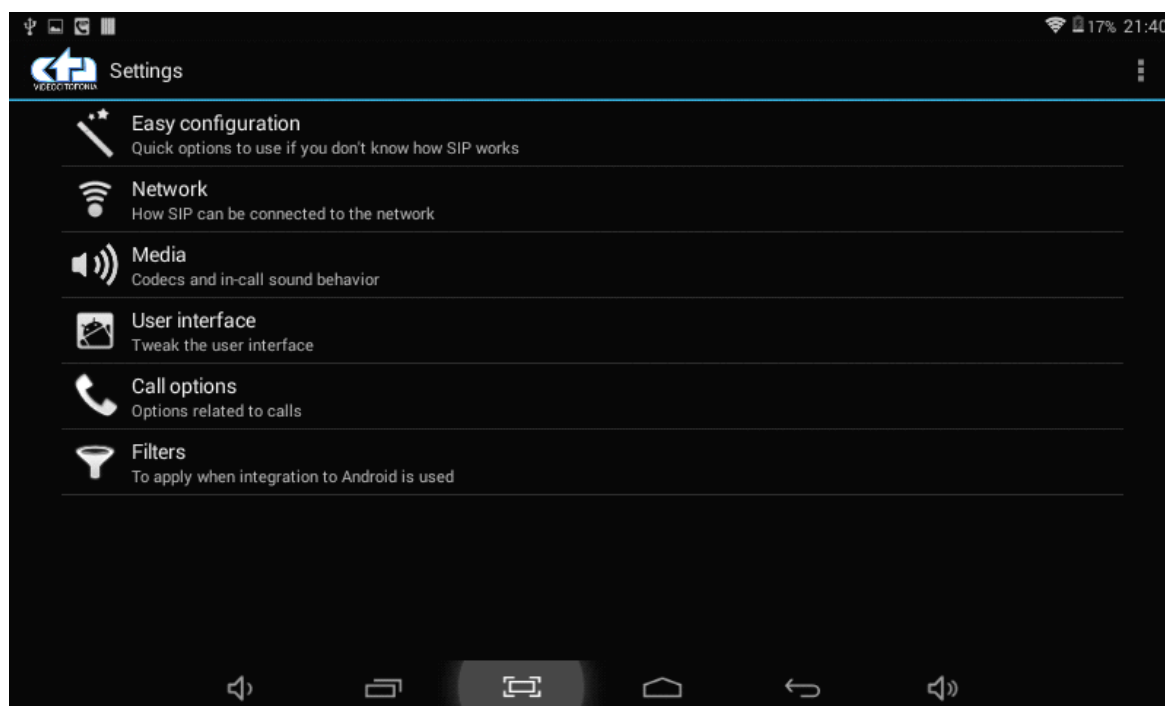 17% 21:40
VIDEOCITOFONIA
Settings
Easy configuration
Quick options to use if you don't know how SIP works
Network
How SIP can be connected to the network
Media
Codecs and in-call sound behavior
User interface
Tweak the user interface
Call options
Options related to calls
Filters
To apply when integration to Android is used